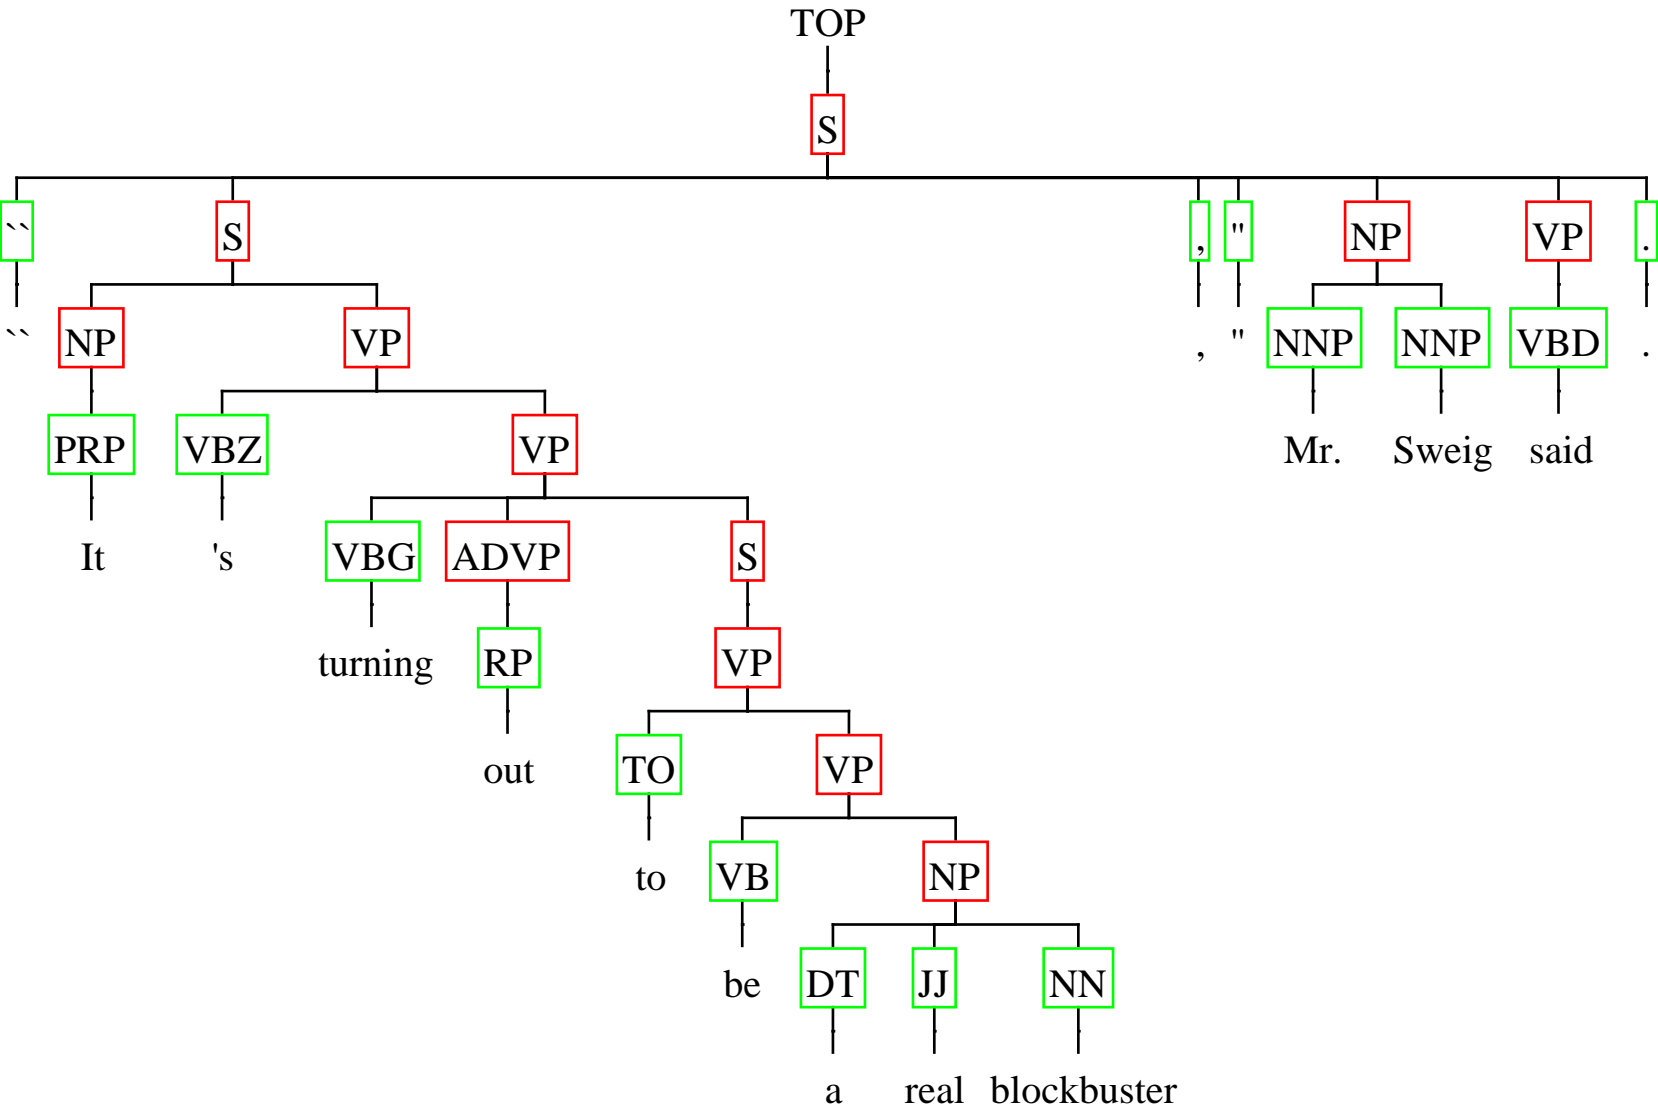 TOP
S
`` S , " NP VP .
`` NP VP , " NNP NNP VBD .
PRP VBZ VP Mr. Sweig said
It 's VBG ADVP S
turning RP VP
out TO VP
to VB NP
be DT JJ NN
a real blockbuster